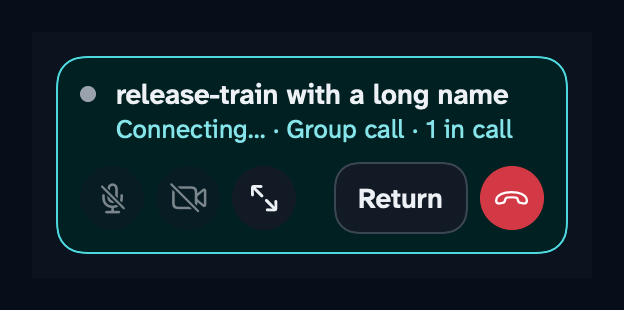 release-train with a long name
Connecting... · Group call · 1 in call
Return